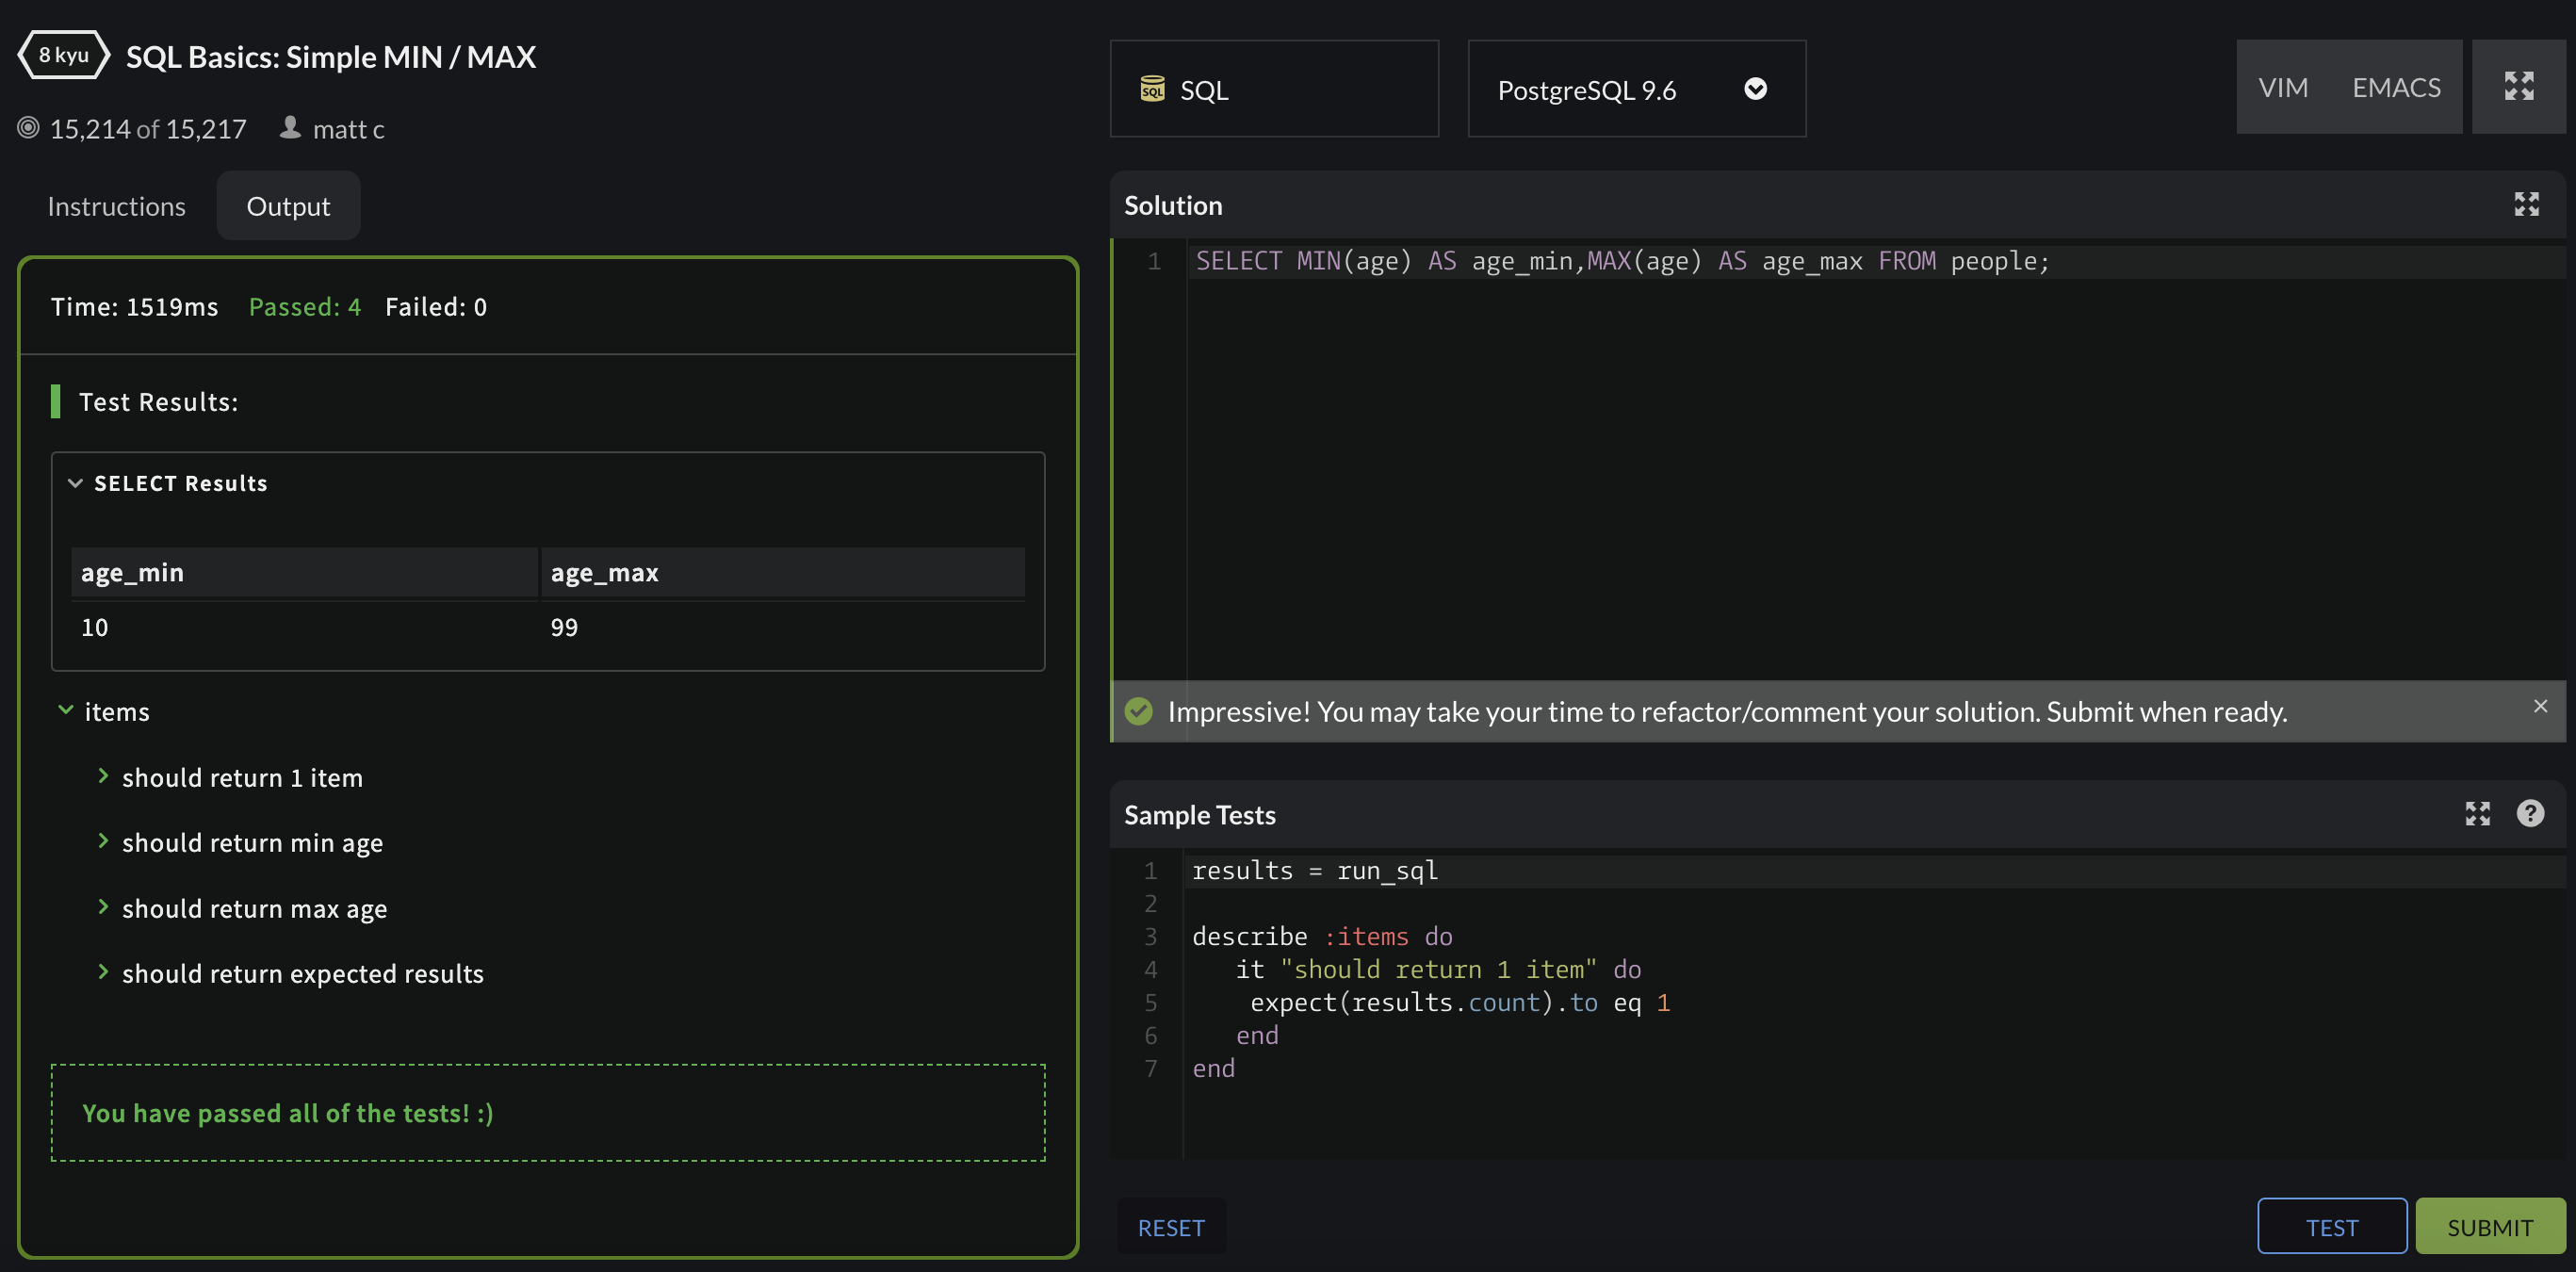 8 kyu SQL Basics: Simple MIN / MAX
15,214 of 15,217 matt c
Instructions Output
Time: 1519ms Passed: 4 Failed: 0
Test Results:
SELECT Results
age_min age_max
10 99
items
should return 1 item
should return min age
should return max age
should return expected results
You have passed all of the tests! :)
SQL SQL PostgreSQL 9.6 VIM EMACS
Solution
1 SELECT MIN(age) AS age_min,MAX(age) AS age_max FROM people;
Impressive! You may take your time to refactor/comment your solution. Submit when ready. ×
Sample Tests ?
1 results = run_sql
2
3 describe :items do
4 it "should return 1 item" do
5 expect(results.count).to eq 1
6 end
7 end
RESET TEST SUBMIT